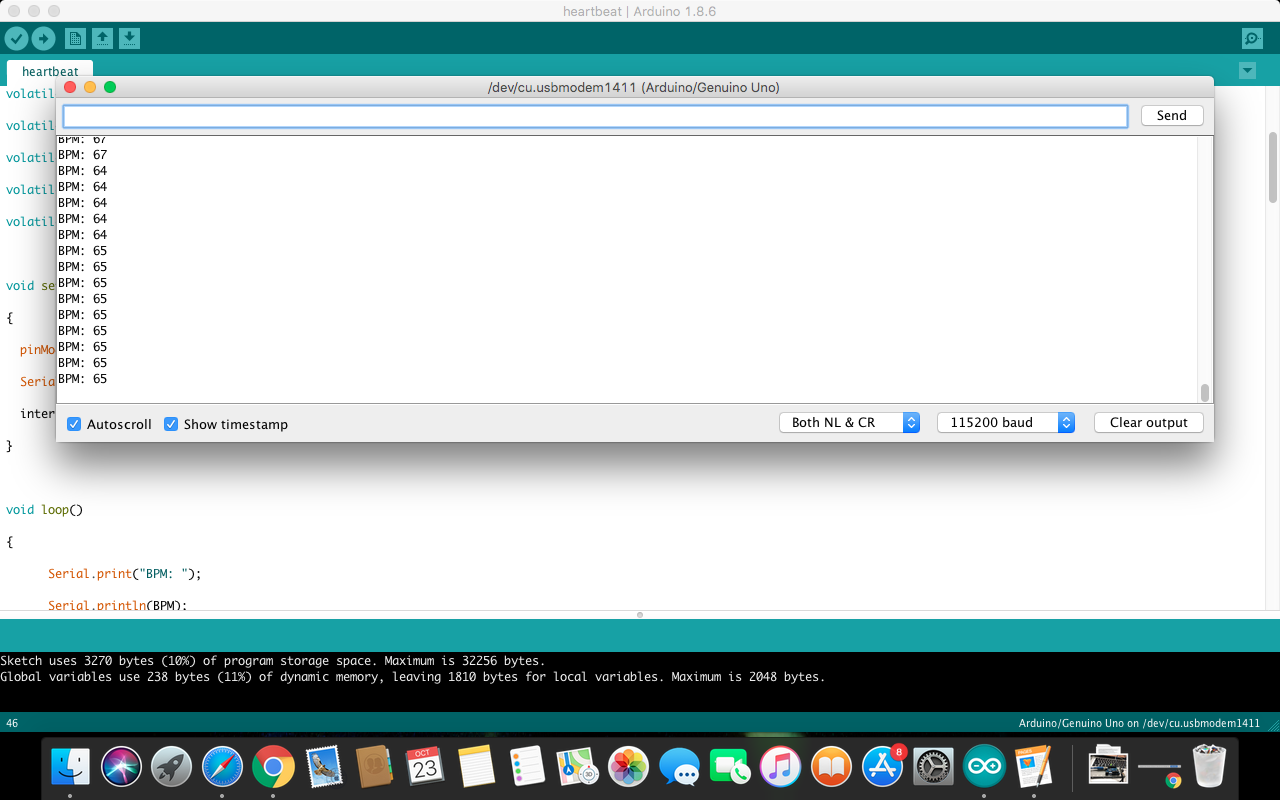 heartbeat | Arduino 1.8.6
heartbeat
/dev/cu.usbmodem1411 (Arduino/Genuino Uno)
Send
BPM: 67
BPM: 67
BPM: 64
BPM: 64
BPM: 64
BPM: 64
BPM: 64
BPM: 65
BPM: 65
BPM: 65
BPM: 65
BPM: 65
BPM: 65
BPM: 65
BPM: 65
BPM: 65
Autoscroll
Show timestamp
Both NL & CR
115200 baud
Clear output
volatil
volatil
volatil
volatil
volatil
void se
{
pinMo
Seria
inter
}
void loop()
{
Serial.print("BPM: ");
Serial.println(BPM);
Sketch uses 3270 bytes (10%) of program storage space. Maximum is 32256 bytes.
Global variables use 238 bytes (11%) of dynamic memory, leaving 1810 bytes for local variables. Maximum is 2048 bytes.
46
Arduino/Genuino Uno on /dev/cu.usbmodem1411
OCT
23
3D
8
PAGES